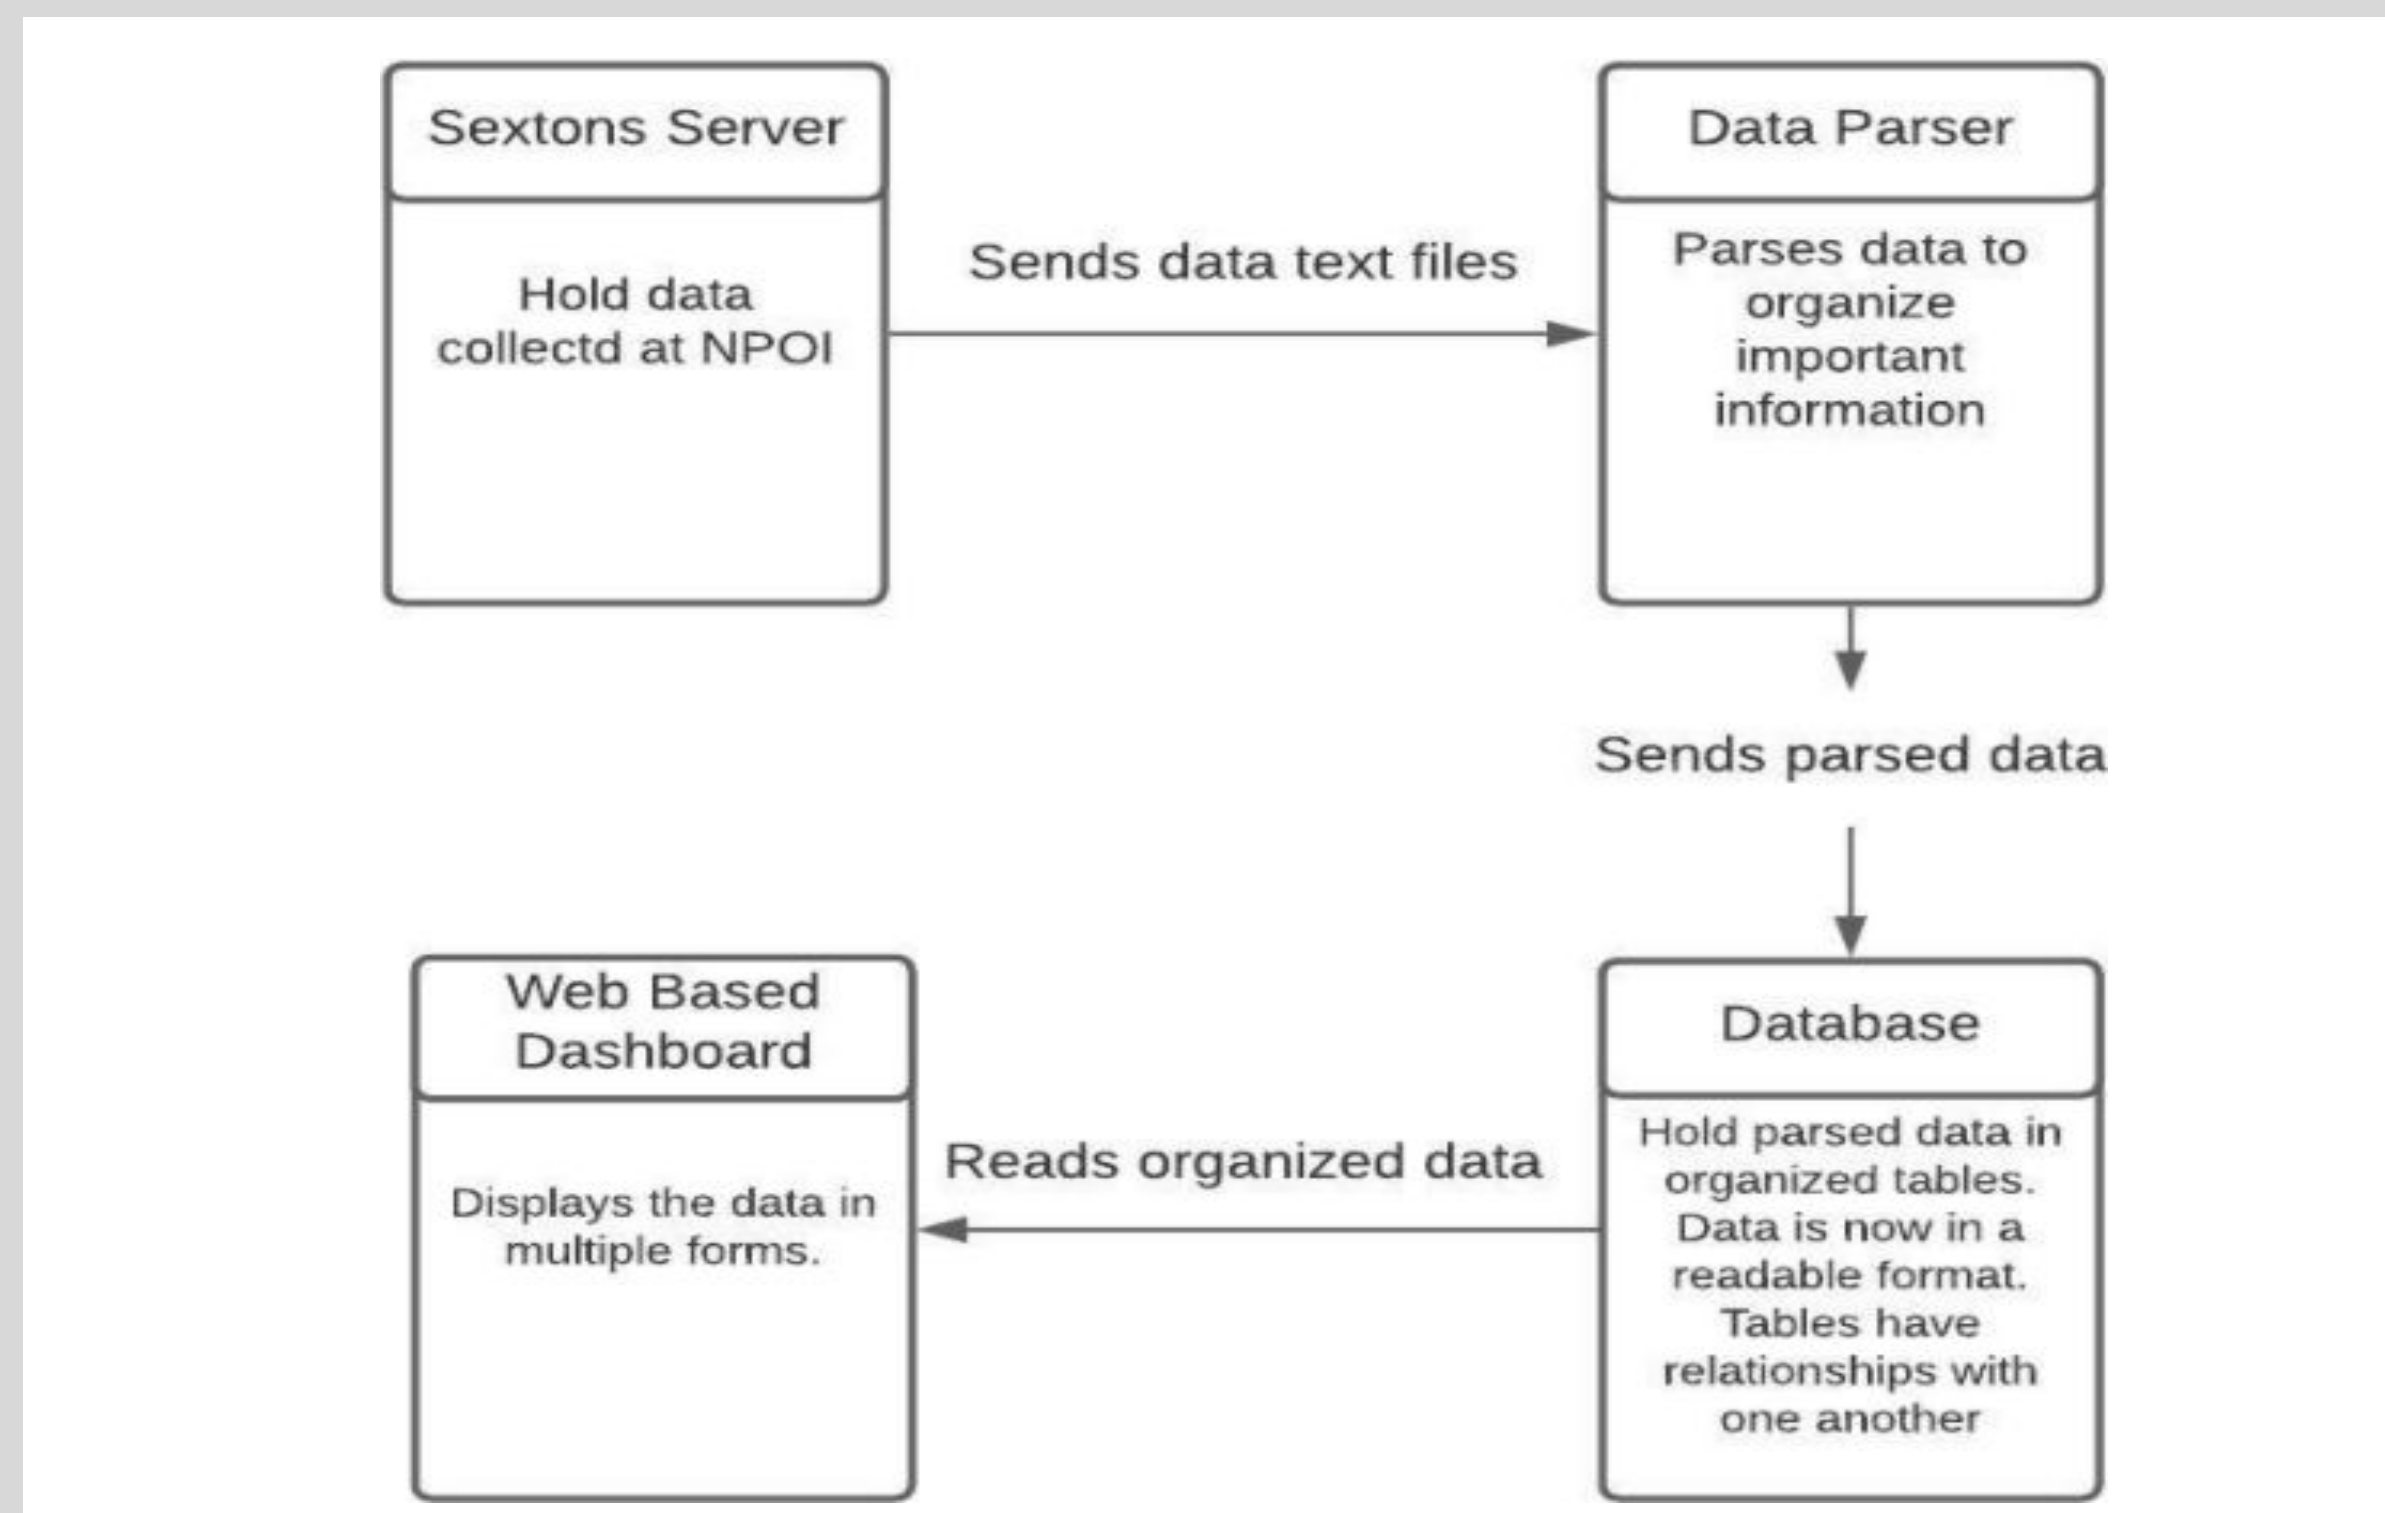 Sextons Server
Hold data
collectd at NPOI
Sends data text files
Data Parser
Parses data to
organize
important
information
Sends parsed data
Database
Hold parsed data in
organized tables.
Data is now in a
readable format.
Tables have
relationships with
one another
Reads organized data
Web Based
Dashboard
Displays the data in
multiple forms.